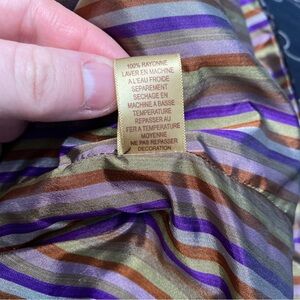 100% RAYONNE
LAVER EN MACHINE
A L'EAU FROIDE
SEPAREMENT
SECHAGE EN
MACHINE A BASSE
TEMPERATURE
REPASSER AU
FER A TEMPERATURE
MOYENNE
NE PAS REPASSER
DECORATION